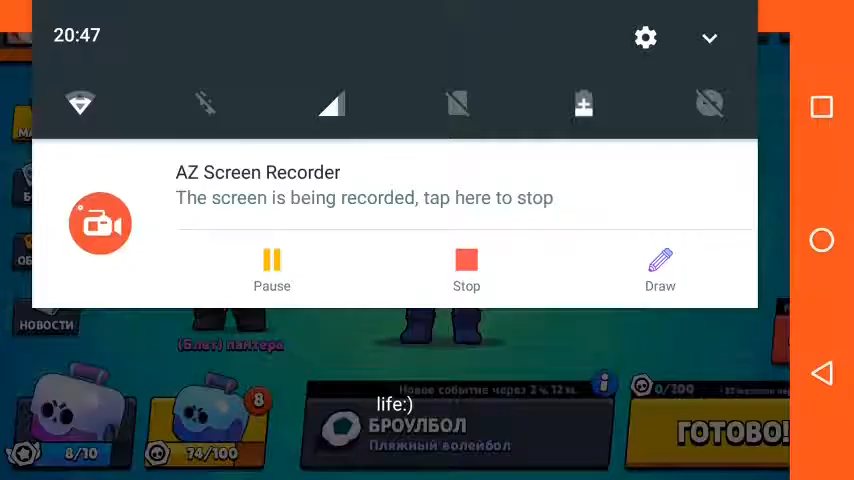 20:47
AZ Screen Recorder
The screen is being recorded, tap here to stop
Pause
Stop
Draw
НОВОСТИ
(блэт) пантера
8
Новое событие через 2 ч. 12 м.
i
0/200
life:)
БРОУЛБОЛ
ГОТОВО!
8/10
74/100
Пляжный волейбол